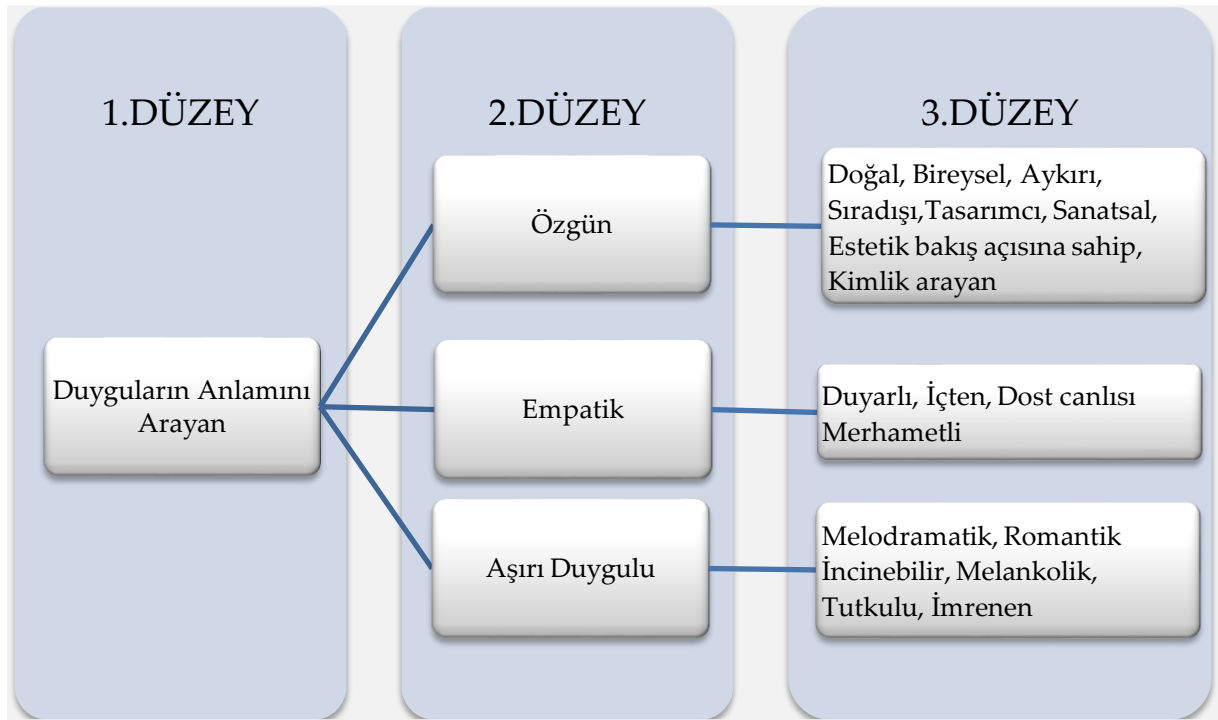 1.DÜZEY
Duyguların Anlamını
Arayan
2.DÜZEY
Özgün
Empatik
Aşırı Duygulu
3.DÜZEY
Doğal, Bireysel, Aykırı,
Sıradışı,Tasarımcı, Sanatsal,
Estetik bakış açısına sahip,
Kimlik arayan
Duyarlı, İçten, Dost canlısı
Merhametli
Melodramatik, Romantik
İncinebilir, Melankolik,
Tutkulu, İmrenen